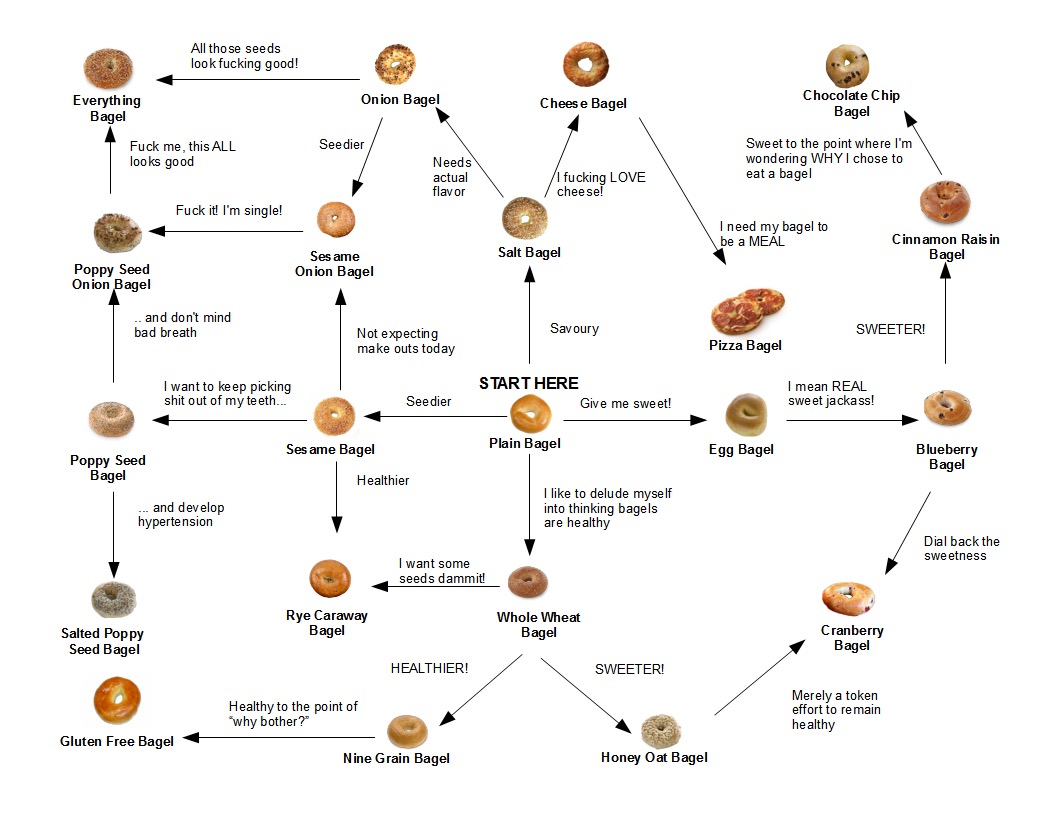 All those seeds
look fucking good!
Everything
Bagel
Onion Bagel
Cheese Bagel
Chocolate Chip
Bagel
Fuck me, this ALL
looks good
Seedier
Needs
actual
flavor
I fucking LOVE
cheese!
Sweet to the point where I'm
wondering WHY I chose to
eat a bagel
Fuck it! I'm single!
Poppy Seed
Onion Bagel
Sesame
Onion Bagel
Salt Bagel
I need my bagel to
be a MEAL
Cinnamon Raisin
Bagel
.. and don't mind
bad breath
Not expecting
make outs today
Savoury
Pizza Bagel
SWEETER!
I want to keep picking
shit out of my teeth...
Seedier
START HERE
Give me sweet!
I mean REAL
sweet jackass!
Poppy Seed
Bagel
Sesame Bagel
Plain Bagel
Egg Bagel
Blueberry
Bagel
... and develop
hypertension
Healthier
I like to delude myself
into thinking bagels
are healthy
Dial back the
sweetness
I want some
seeds dammit!
Salted Poppy
Seed Bagel
Rye Caraway
Bagel
Whole Wheat
Bagel
Cranberry
Bagel
HEALTHIER!
SWEETER!
Healthy to the point of
“why bother?”
Merely a token
effort to remain
healthy
Gluten Free Bagel
Nine Grain Bagel
Honey Oat Bagel